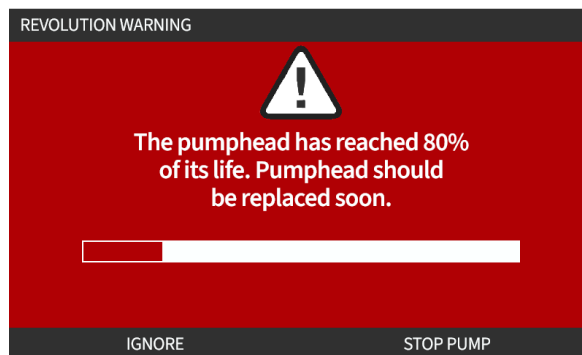 REVOLUTION WARNING
!
The pumphead has reached 80%
of its life. Pumphead should
be replaced soon.
IGNORE
STOP PUMP